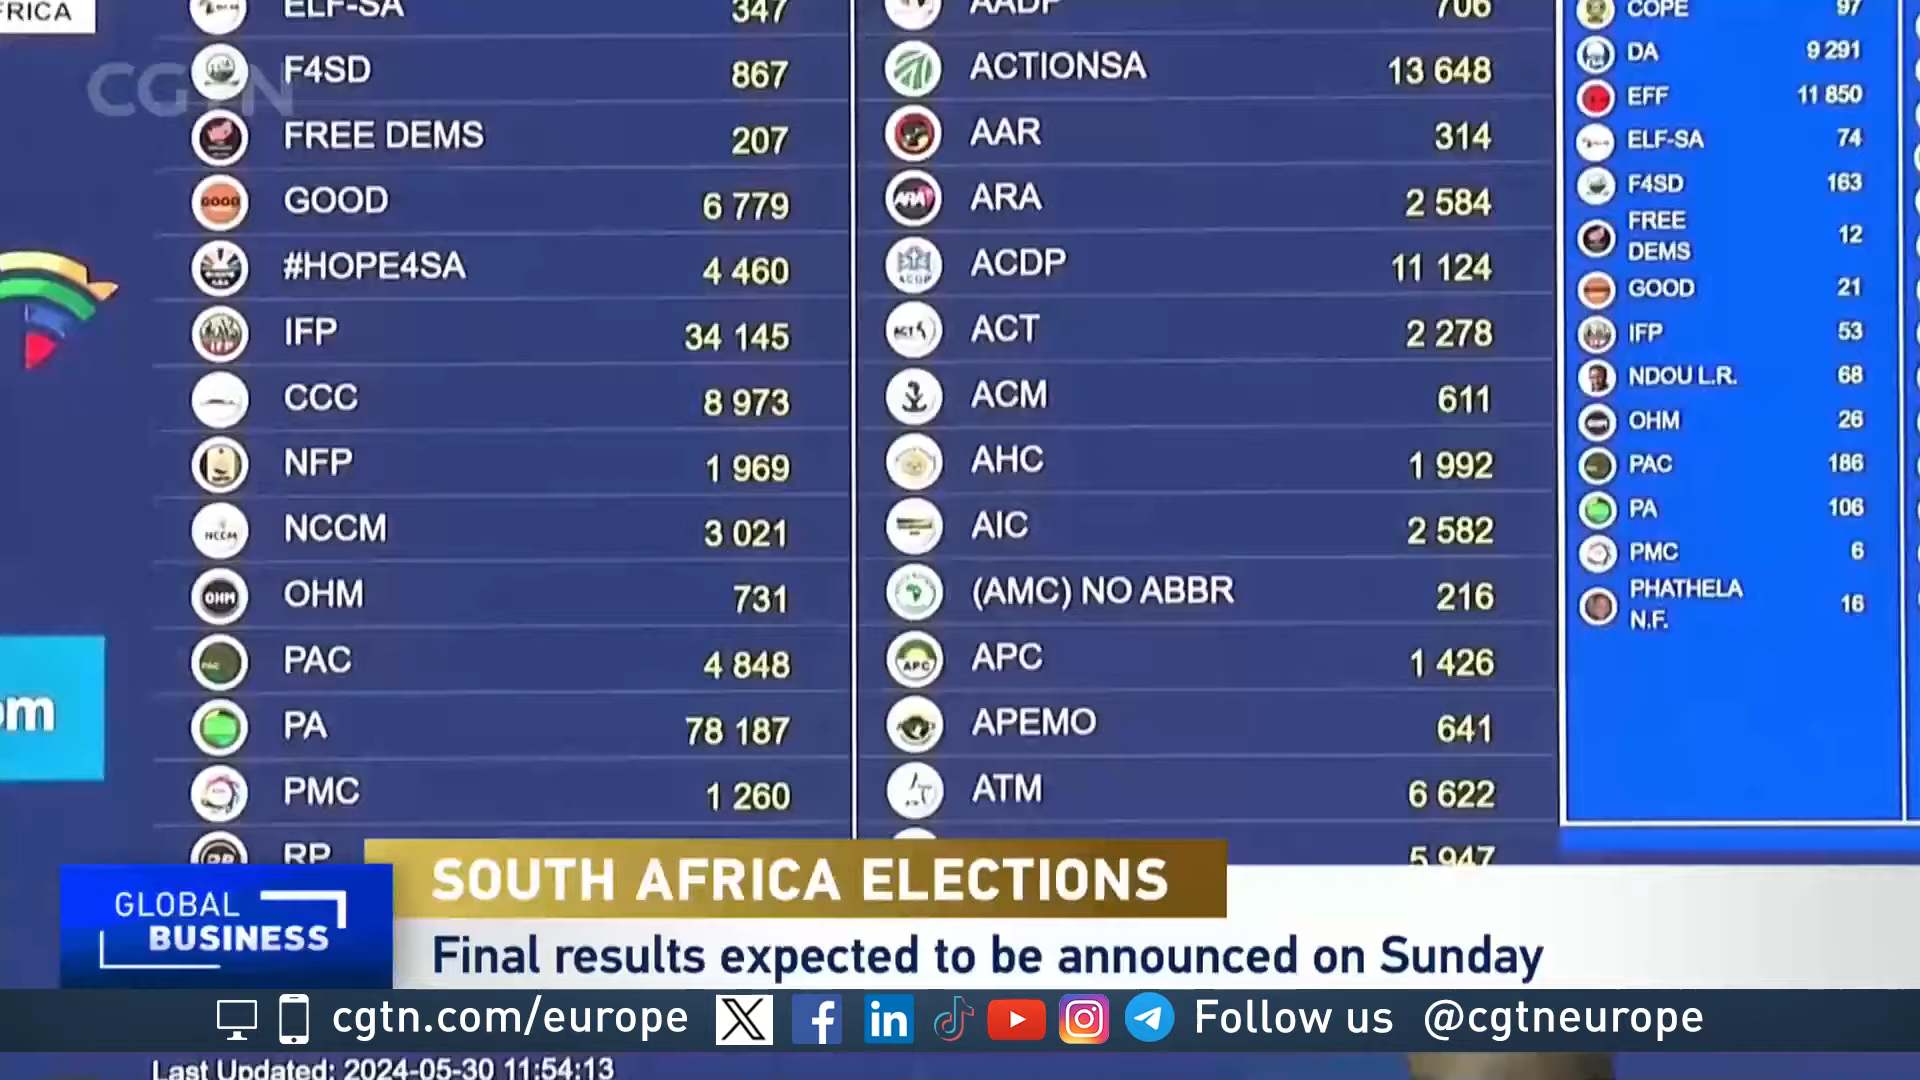 FRICA
CGTN
om
ELF-SA 347
F4SD 867
FREE DEMS 207
GOOD 6 779
#HOPE4SA 4 460
IFP 34 145
CCC 8 973
NFP 1 969
NCCM 3 021
OHM 731
PAC 4 848
PA 78 187
PMC 1 260
RP
AADP 706
ACTIONSA 13 648
AAR 314
ARA 2 584
ACDP 11 124
ACT 2 278
ACM 611
AHC 1 992
AIC 2 582
(AMC) NO ABBR 216
APC 1 426
APEMO 641
ATM 6 622
5 947
COPE 97
DA 9 291
EFF 11 850
ELF-SA 74
F4SD 163
FREE
DEMS 12
GOOD 21
IFP 53
NDOU L.R. 68
OHM 26
PAC 186
PA 106
PMC 6
PHATHELA
N.F. 16
GLOBAL
BUSINESS
SOUTH AFRICA ELECTIONS
Final results expected to be announced on Sunday
cgtn.com/europe Follow us @cgtneurope
Last Updated: 2024-05-30 11:54:13